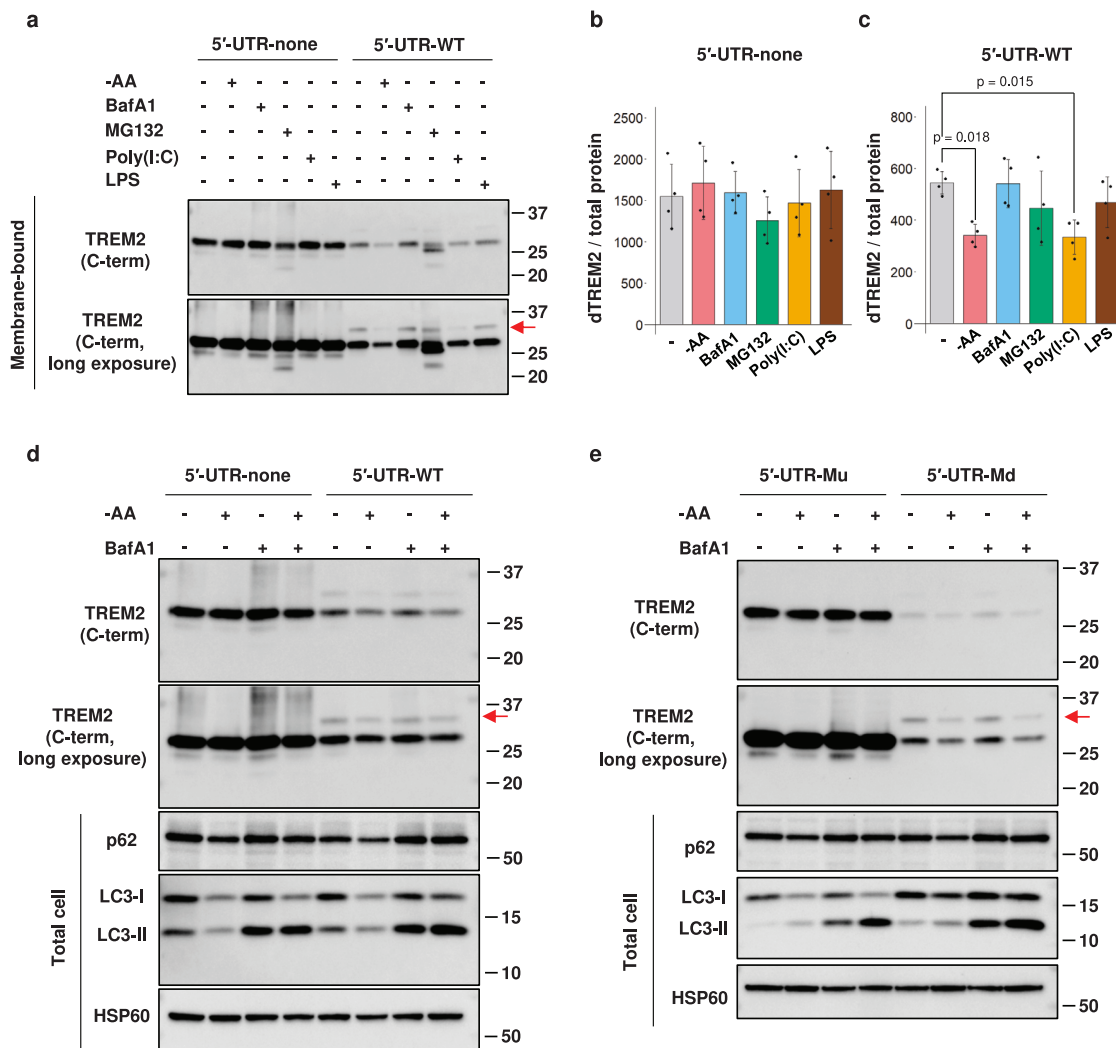 a
5′-UTR-none 5′-UTR-WT
-AA - + - - - - - + - - - -
BafA1 - - + - - - - - + - - -
MG132 - - - + - - - - - + - -
Poly(I:C) - - - - + - - - - - + -
LPS - - - - - + - - - - - +
Membrane-bound
TREM2
(C-term)
37
25
20
TREM2
(C-term,
long exposure)
37
25
20
b
5′-UTR-none
dTREM2 / total protein
2500
2000
1500
1000
500
0
- -AA BafA1 MG132 Poly(I:C) LPS
c
5′-UTR-WT
p = 0.015
p = 0.018
dTREM2 / total protein
800
600
400
200
0
- -AA BafA1 MG132 Poly(I:C) LPS
d
5′-UTR-none 5′-UTR-WT
-AA - + - + - + - +
BafA1 - - + + - - + +
TREM2
(C-term)
37
25
20
TREM2
(C-term,
long exposure)
37
25
20
Total cell
p62
50
LC3-I
LC3-II
15
10
HSP60
50
e
5′-UTR-Mu 5′-UTR-Md
-AA - + - + - + - +
BafA1 - - + + - - + +
TREM2
(C-term)
37
25
20
TREM2
(C-term,
long exposure)
37
25
20
Total cell
p62
50
LC3-I
LC3-II
15
10
HSP60
50